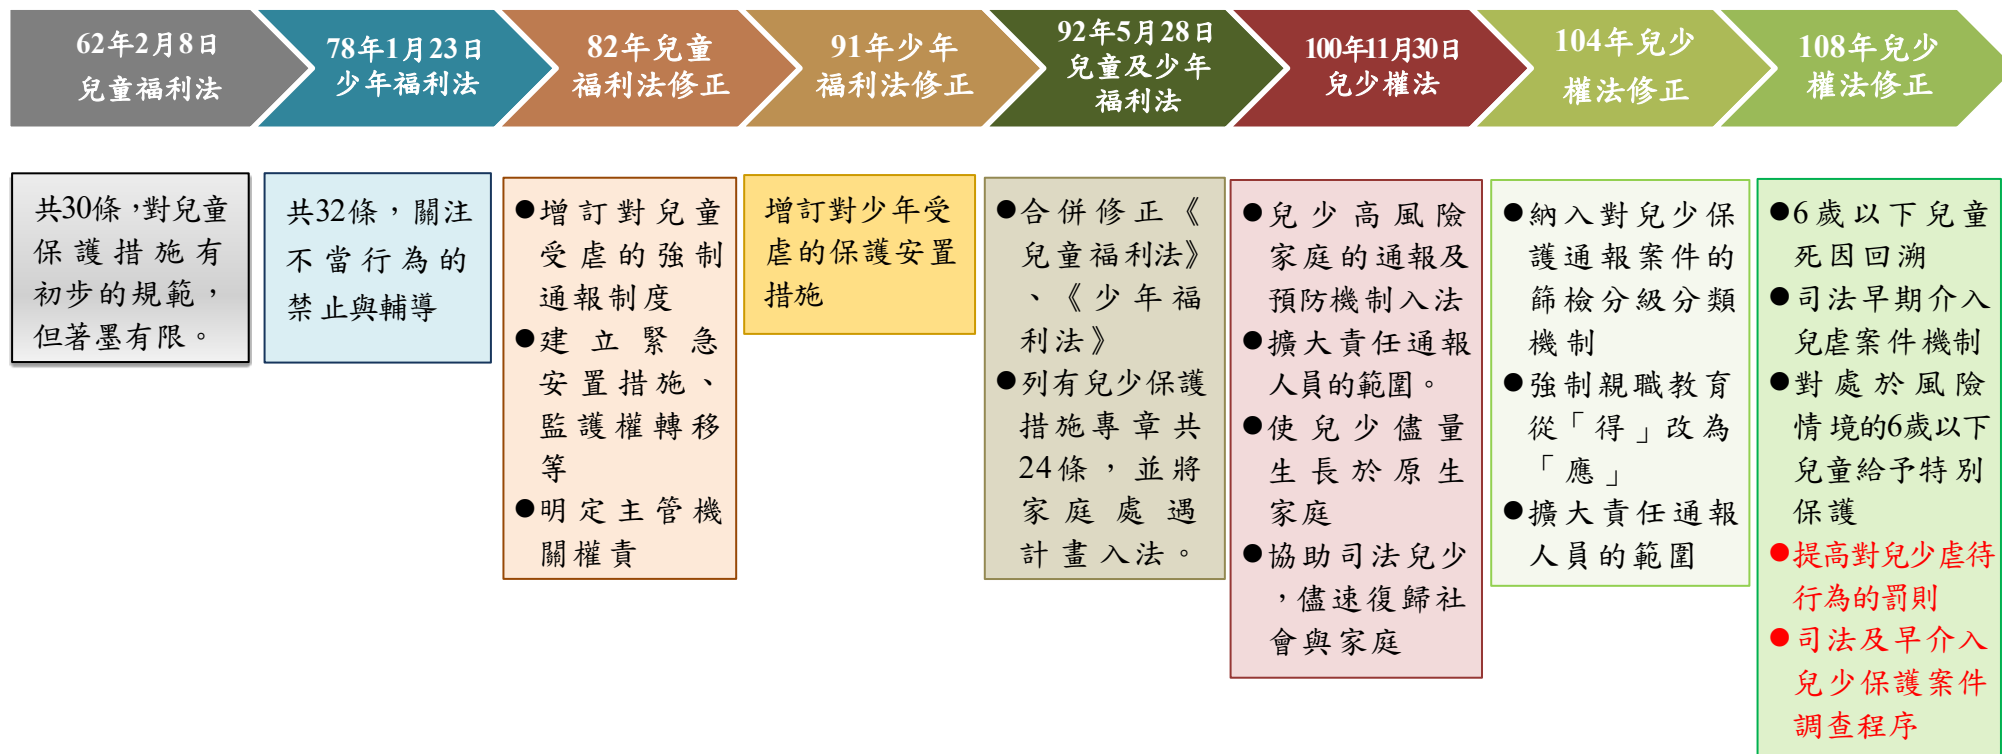 62年2月8日
兒童福利法
78年1月23日
少年福利法
82年兒童
福利法修正
91年少年
福利法修正
92年5月28日
兒童及少年
福利法
100年11月30日
兒少權法
104年兒少
權法修正
108年兒少
權法修正
共30條，對兒童
保護措施有
初步的規範，
但著墨有限。
共32條，關注
不當行為的
禁止與輔導
●增訂對兒童
受虐的強制
通報制度
●建立緊急
安置措施、
監護權轉移
等
●明定主管機
關權責
增訂對少年受
虐的保護安置
措施
●合併修正《
兒童福利法》
、《少年福
利法》
●列有兒少保護
措施專章共
24條，並將
家庭處遇
計畫入法。
●兒少高風險
家庭的通報及
預防機制入法
●擴大責任通報
人員的範圍。
●使兒少儘量
生長於原生
家庭
●協助司法兒少
，儘速復歸社
會與家庭
●納入對兒少保
護通報案件的
篩檢分級分類
機制
●強制親職教育
從「得」改為
「應」
●擴大責任通報
人員的範圍
●6歲以下兒童
死因回溯
●司法早期介入
兒虐案件機制
●對處於風險
情境的6歲以下
兒童給予特別
保護
●提高對兒少虐待
行為的罰則
●司法及早介入
兒少保護案件
調查程序